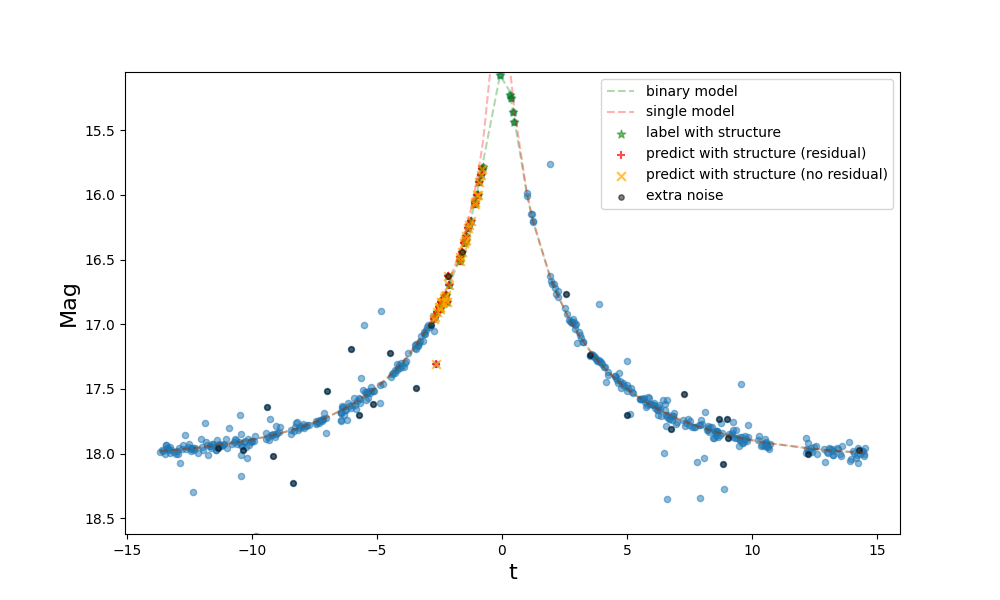 binary model
single model
label with structure
predict with structure (residual)
predict with structure (no residual)
extra noise
Mag
15.5
16.0
16.5
17.0
17.5
18.0
18.5
−15
−10
−5
0
5
10
15
t